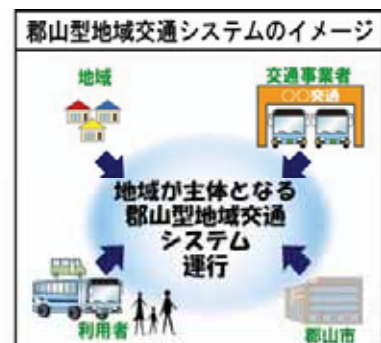 郡山型地域交通システムのイメージ
地域
交通事業者
〇〇交通
地域が主体となる
郡山型地域交通
システム
運行
利用者
郡山市